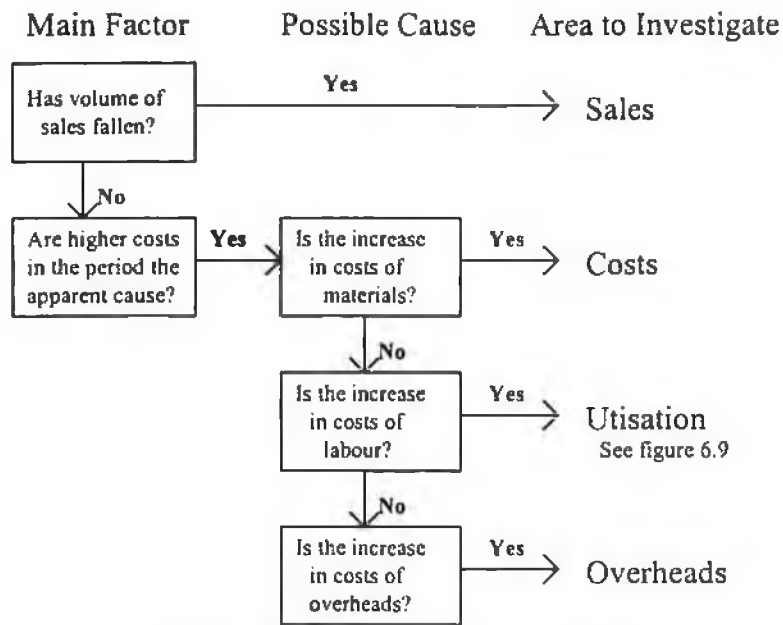 Main Factor
Possible Cause
Area to Investigate
Has volume of
sales fallen?
Yes
Sales
No
Are higher costs
in the period the
apparent cause?
Yes
Is the increase
in costs of
materials?
Yes
Costs
No
Is the increase
in costs of
labour?
Yes
Utisation
See figure 6.9
No
Is the increase
in costs of
overheads?
Yes
Overheads